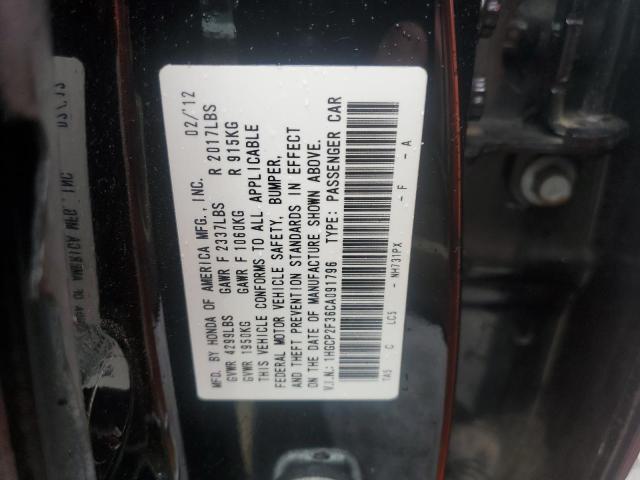 MFD. BY HONDA OF AMERICA MFG., INC. 02/'12
GVWR 4299LBS GAWR F 2337LBS R 2017LBS
GVWR 1950KG GAWR F 1060KG R 915KG
THIS VEHICLE CONFORMS TO ALL APPLICABLE
FEDERAL MOTOR VEHICLE SAFETY, BUMPER,
AND THEFT PREVENTION STANDARDS IN EFFECT
ON THE DATE OF MANUFACTURE SHOWN ABOVE.
V.I.N.: 1HGCP2F36CA091796 TYPE: PASSENGER CAR
TA5 C LC5 - NH731PX - F - A